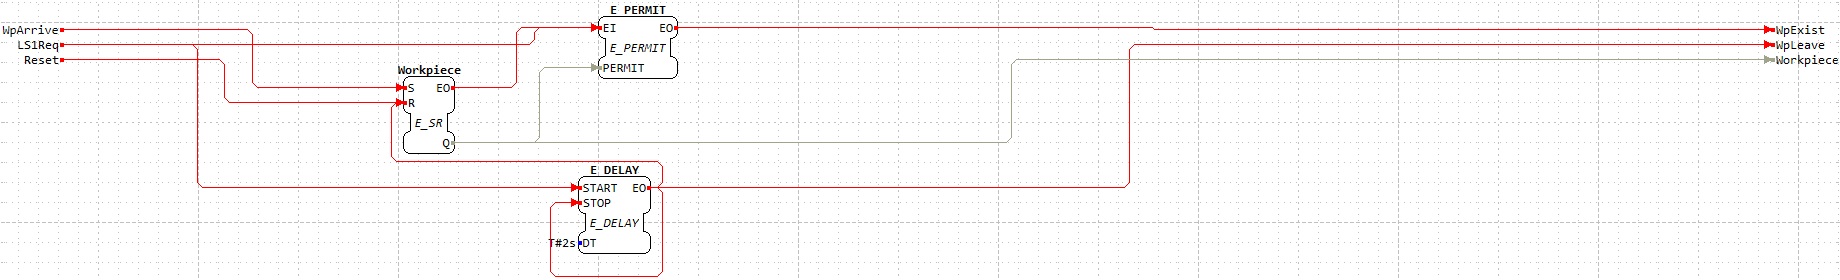 E_PERMIT
WpArrive
EI
EO
WpExist
LS1Req
E_PERMIT
WpLeave
Reset
Workpiece
Workpiece
PERMIT
S
EO
R
E_SR
Q
E_DELAY
START
EO
STOP
E_DELAY
T#2s
DT